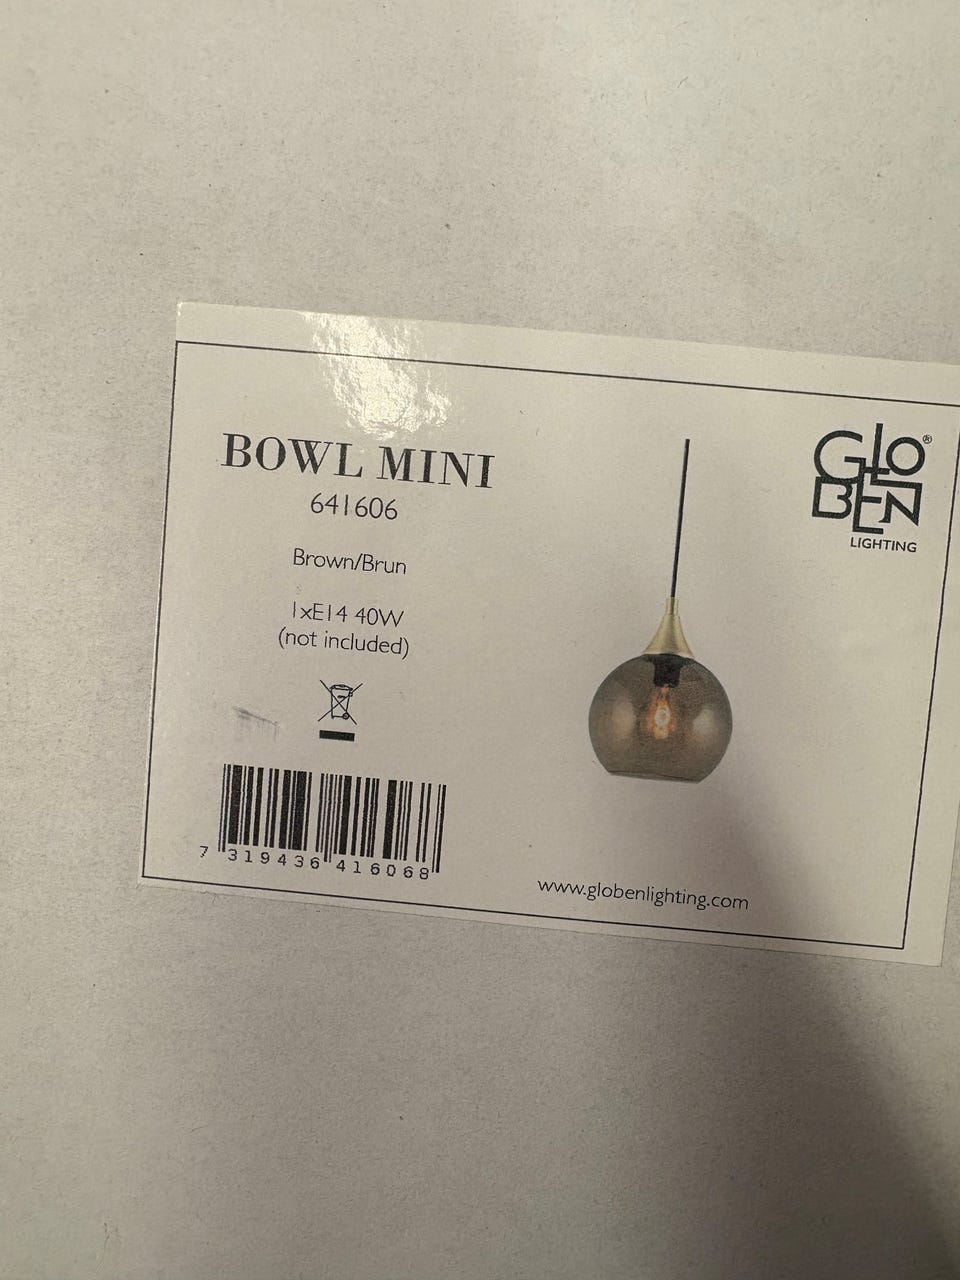 BOWL MINI
641606
Brown/Brun
1xE14 40W
(not included)
7 319436 416068
GLO®
BEN
LIGHTING
www.globenlighting.com